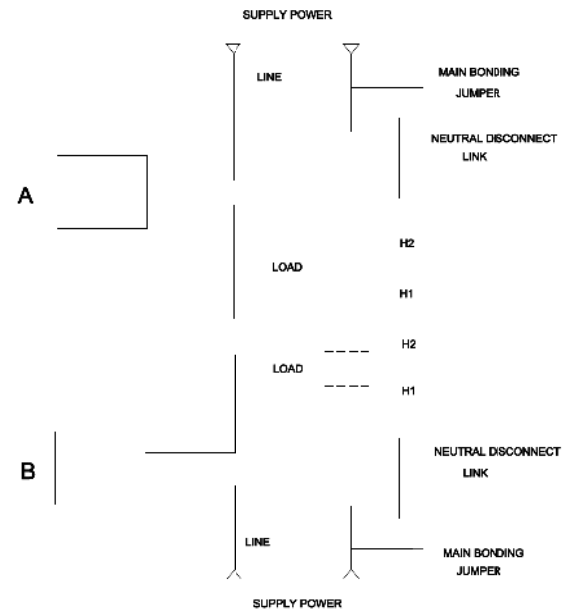 SUPPLY POWER
LINE
MAIN BONDING
JUMPER
NEUTRAL DISCONNECT
LINK
A
H2
LOAD
H1
H2
LOAD
H1
NEUTRAL DISCONNECT
LINK
B
LINE
MAIN BONDING
JUMPER
SUPPLY POWER